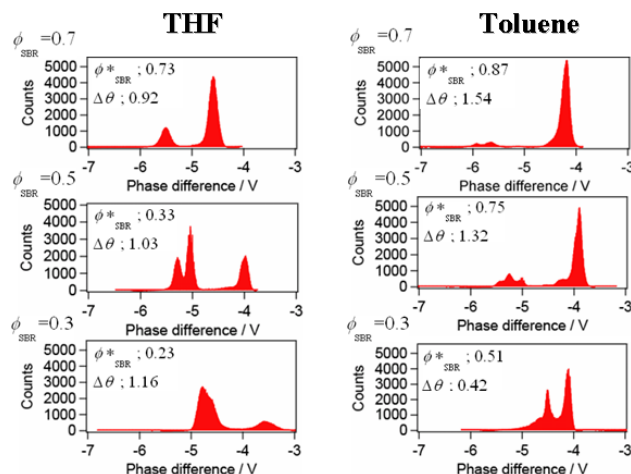 THF
Toluene
ϕSBR=0.7
5000
4000
3000
2000
1000
0
Counts
ϕ*SBR ; 0.73
Δθ ; 0.92
-7 -6 -5 -4 -3
Phase difference / V
ϕSBR=0.7
5000
4000
3000
2000
1000
0
Counts
ϕ*SBR ; 0.87
Δθ ; 1.54
-7 -6 -5 -4 -3
Phase difference / V
ϕSBR=0.5
5000
4000
3000
2000
1000
0
Counts
ϕ*SBR ; 0.33
Δθ ; 1.03
-7 -6 -5 -4 -3
Phase difference / V
ϕSBR=0.5
5000
4000
3000
2000
1000
0
Counts
ϕ*SBR ; 0.75
Δθ ; 1.32
-7 -6 -5 -4 -3
Phase difference / V
ϕSBR=0.3
5000
4000
3000
2000
1000
0
Counts
ϕ*SBR ; 0.23
Δθ ; 1.16
-7 -6 -5 -4 -3
Phase difference / V
ϕSBR=0.3
5000
4000
3000
2000
1000
0
Counts
ϕ*SBR ; 0.51
Δθ ; 0.42
-7 -6 -5 -4 -3
Phase difference / V